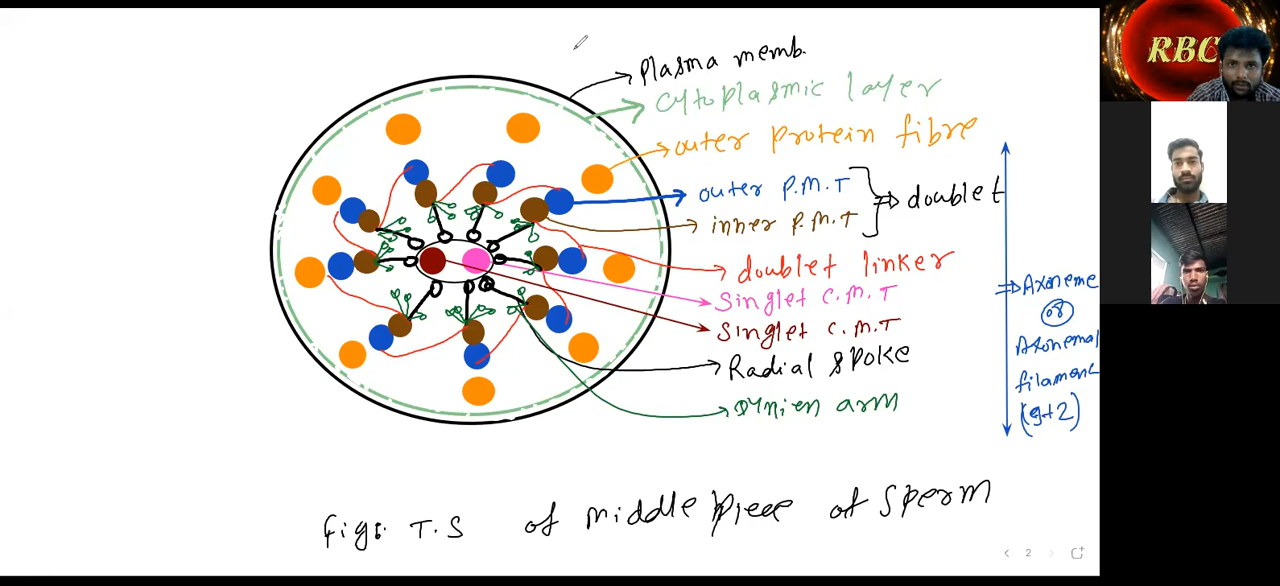 Plasma memb.
cytoplasmic layer
outer protein fibre
outer P.M.T
inner P.M.T
doublet
doublet linker
Singlet C.M.T
Singlet C.M.T
Radial spoke
Dynien arm
Axoneme
or
Axonemal
filament
(9+2)
Fig: T.S of middle piece of sperm
RBC
2